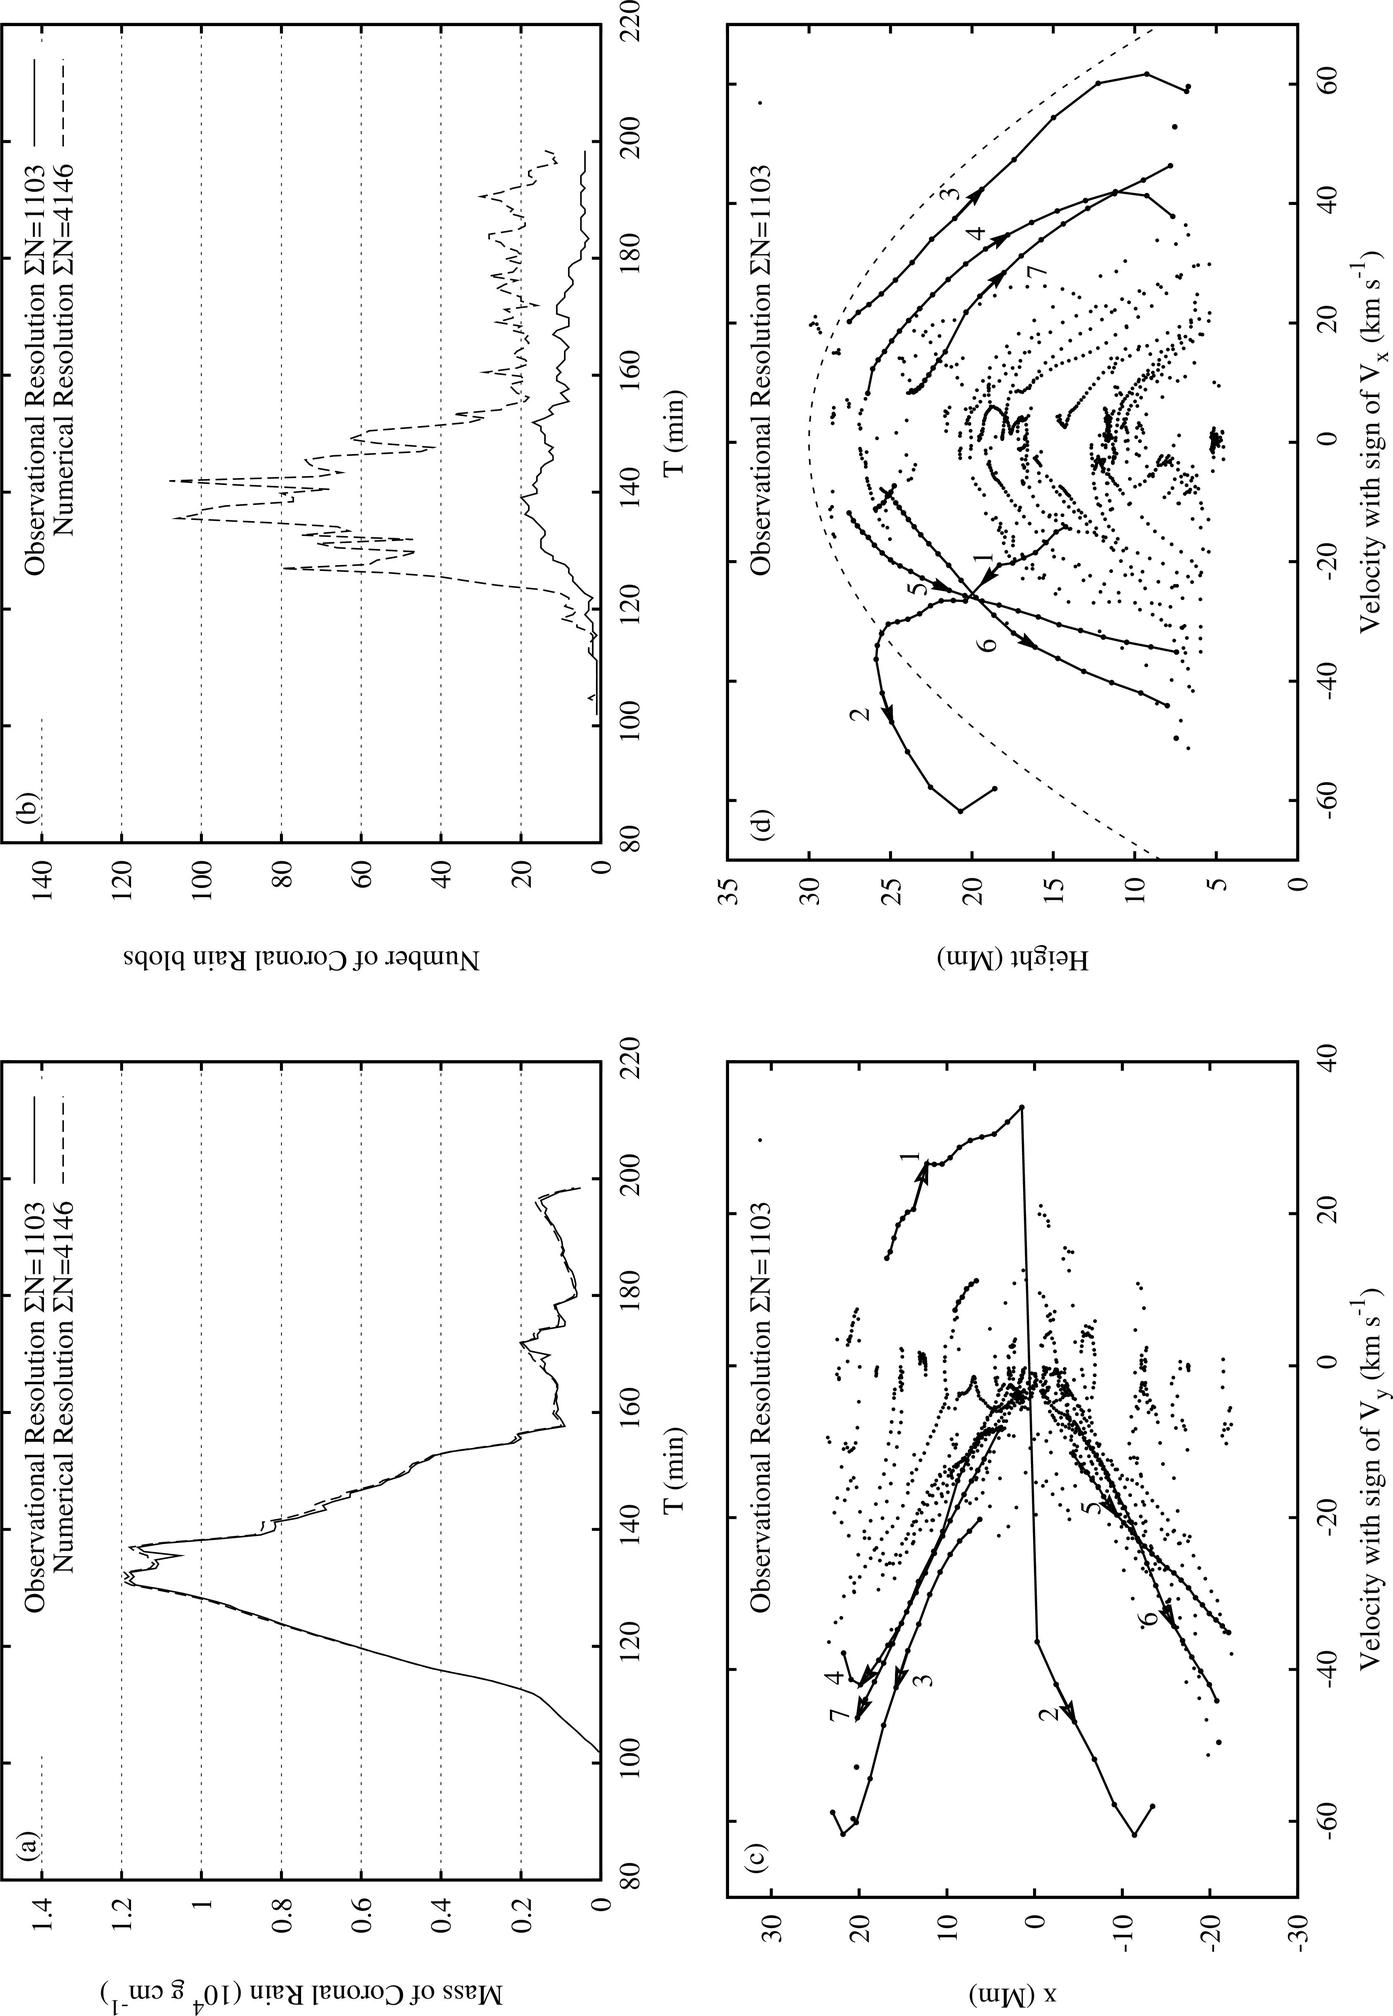 (a)
Observational Resolution ΣN=1103
Numerical Resolution ΣN=4146
Mass of Coronal Rain (10^4 g cm^-1)
1.4
1.2
1
0.8
0.6
0.4
0.2
0
80 100 120 140 160 180 200 220
T (min)
(b)
Observational Resolution ΣN=1103
Numerical Resolution ΣN=4146
Number of Coronal Rain blobs
140
120
100
80
60
40
20
0
80 100 120 140 160 180 200 220
T (min)
(c)
Observational Resolution ΣN=1103
x (Mm)
30
20
10
0
-10
-20
-30
1
2
3
4
5
6
7
-60 -40 -20 0 20 40
Velocity with sign of V_y (km s^-1)
(d)
Observational Resolution ΣN=1103
Height (Mm)
35
30
25
20
15
10
5
0
1
2
3
4
5
6
7
-60 -40 -20 0 20 40 60
Velocity with sign of V_x (km s^-1)